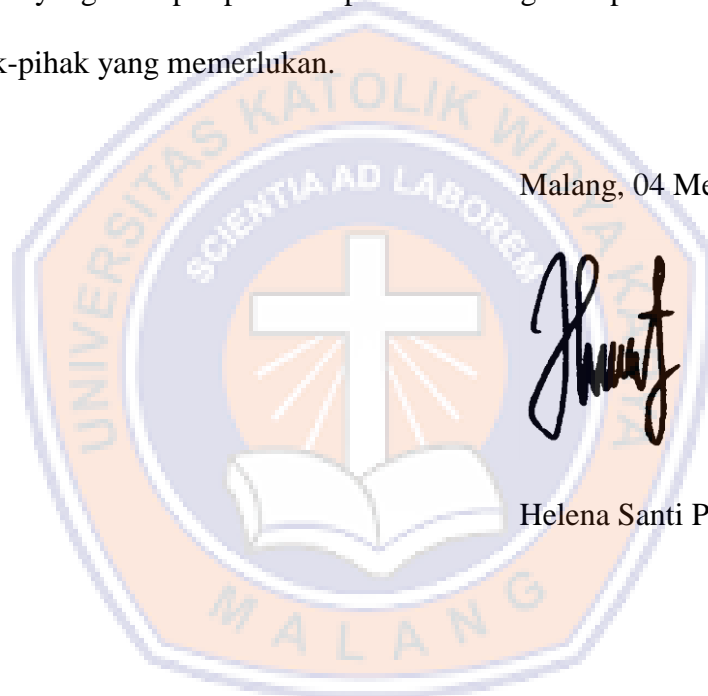 k-pihak yang memerlukan.
UNIVERSITAS KATOLIK WIDYA KARYA
SCIENTIA AD LABOREM
Malang, 04 Me
Helena Santi P
MALANG